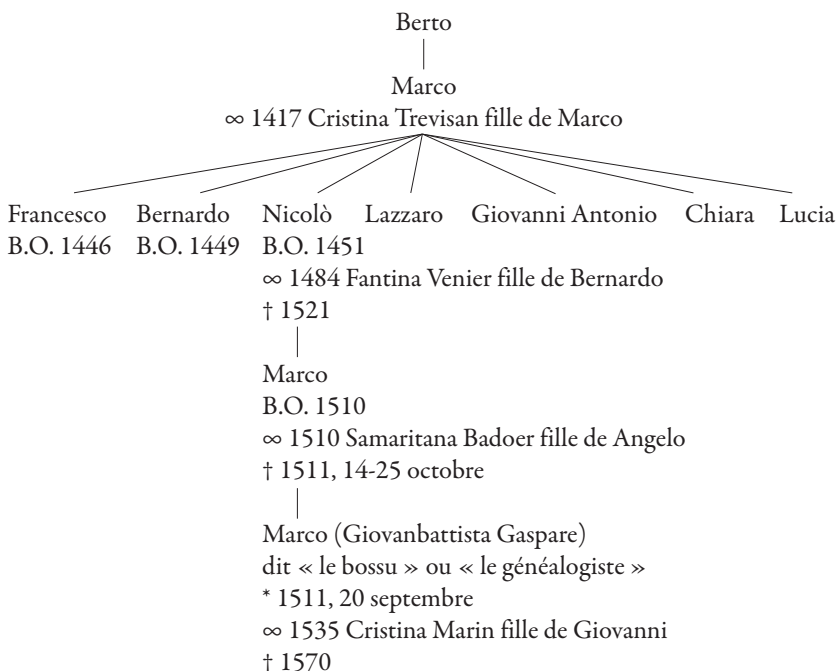 Berto
Marco
∞ 1417 Cristina Trevisan fille de Marco
Francesco Bernardo Nicolò Lazzaro Giovanni Antonio Chiara Lucia
B.O. 1446 B.O. 1449 B.O. 1451
∞ 1484 Fantina Venier fille de Bernardo
† 1521
Marco
B.O. 1510
∞ 1510 Samaritana Badoer fille de Angelo
† 1511, 14-25 octobre
Marco (Giovanbattista Gaspare)
dit « le bossu » ou « le généalogiste »
* 1511, 20 septembre
∞ 1535 Cristina Marin fille de Giovanni
† 1570